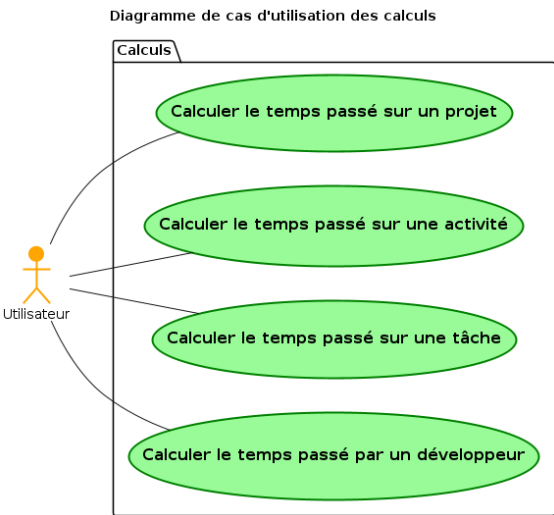 Diagramme de cas d'utilisation des calculs
Calculs
Calculer le temps passé sur un projet
Calculer le temps passé sur une activité
Utilisateur
Calculer le temps passé sur une tâche
Calculer le temps passé par un développeur